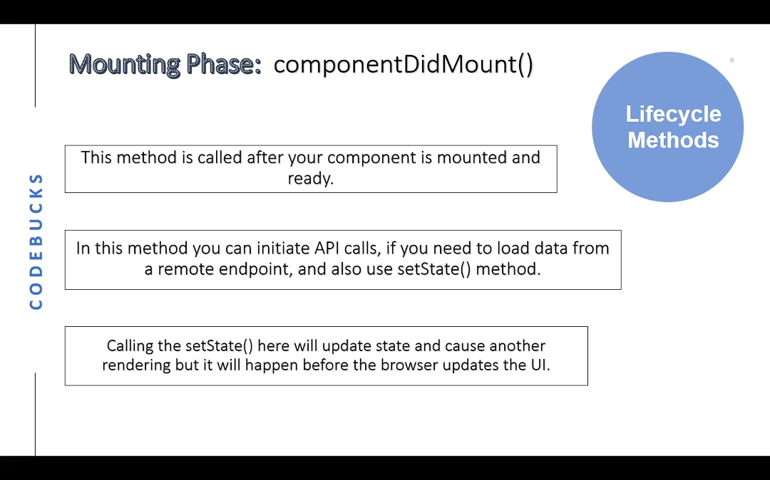 Mounting Phase: componentDidMount()
6
Lifecycle
Methods
This method is called after your component is mounted and
ready.
CODEBUCKS
In this method you can initiate API calls, if you need to load data from
a remote endpoint, and also use setState() method.
Calling the setState() here will update state and cause another
rendering but it will happen before the browser updates the UI.